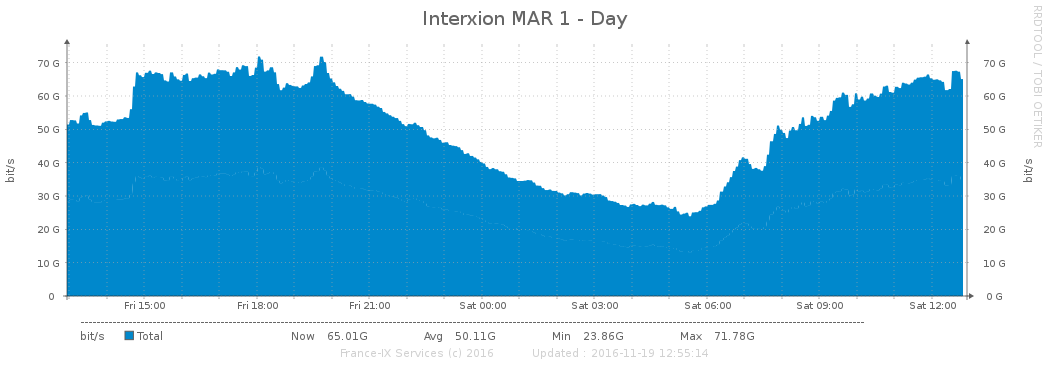 Interxion MAR 1 - Day
RRDTOOL / TOBI OETIKER
70 G 70 G
60 G 60 G
50 G 50 G
40 G 40 G
30 G 30 G
20 G 20 G
10 G 10 G
0 0 G
bit/s bit/s
Fri 15:00 Fri 18:00 Fri 21:00 Sat 00:00 Sat 03:00 Sat 06:00 Sat 09:00 Sat 12:00
bit/s Total Now 65.01G Avg 50.11G Min 23.86G Max 71.78G
France-IX Services (c) 2016 Updated : 2016-11-19 12:55:14